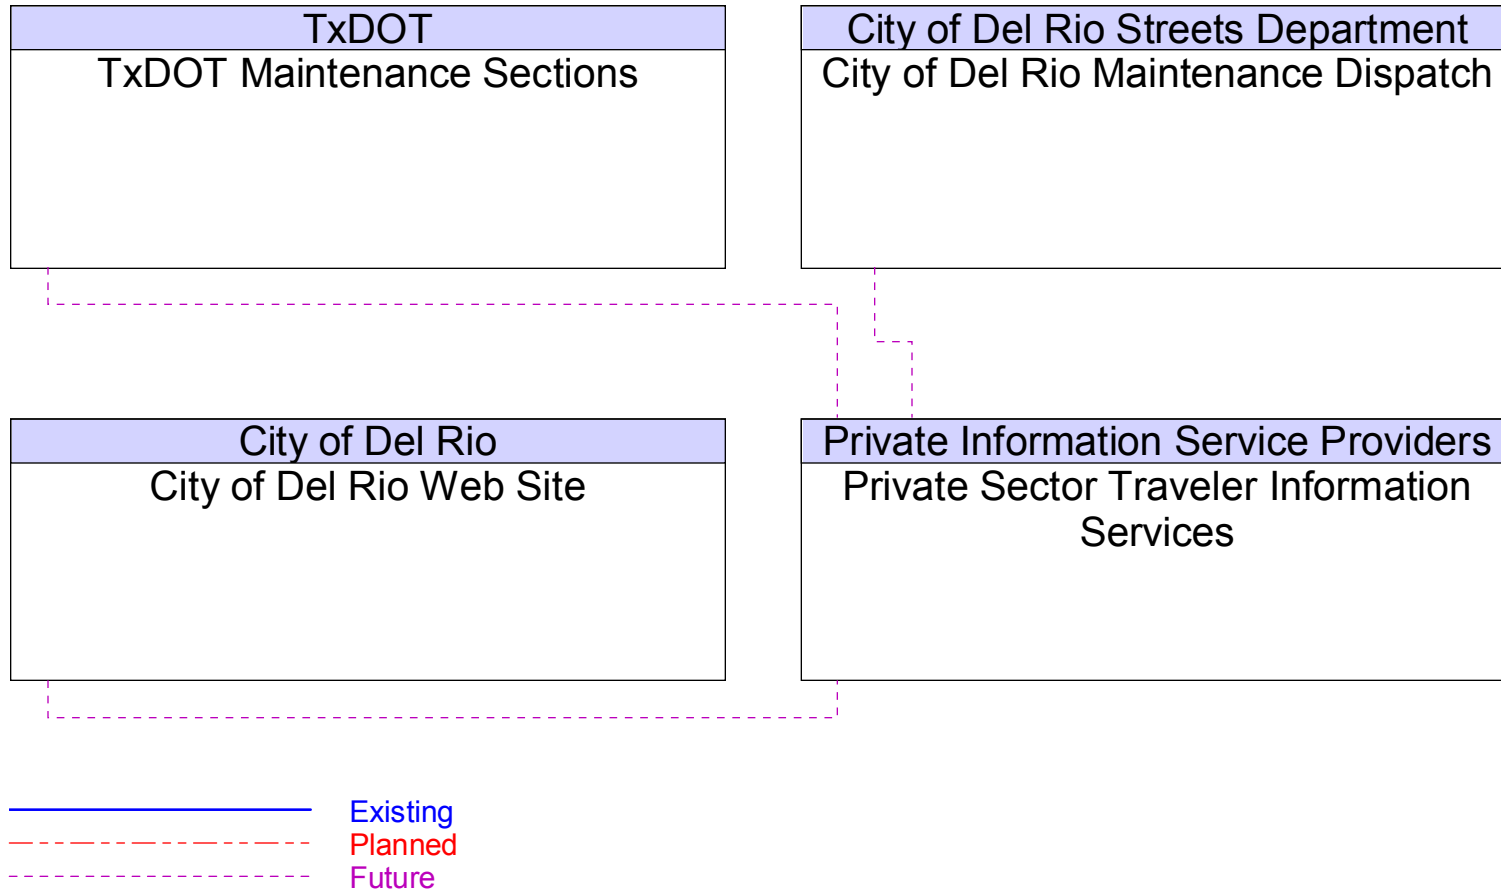 TxDOT
TxDOT Maintenance Sections
City of Del Rio Streets Department
City of Del Rio Maintenance Dispatch
City of Del Rio
City of Del Rio Web Site
Private Information Service Providers
Private Sector Traveler Information
Services
Existing
Planned
Future